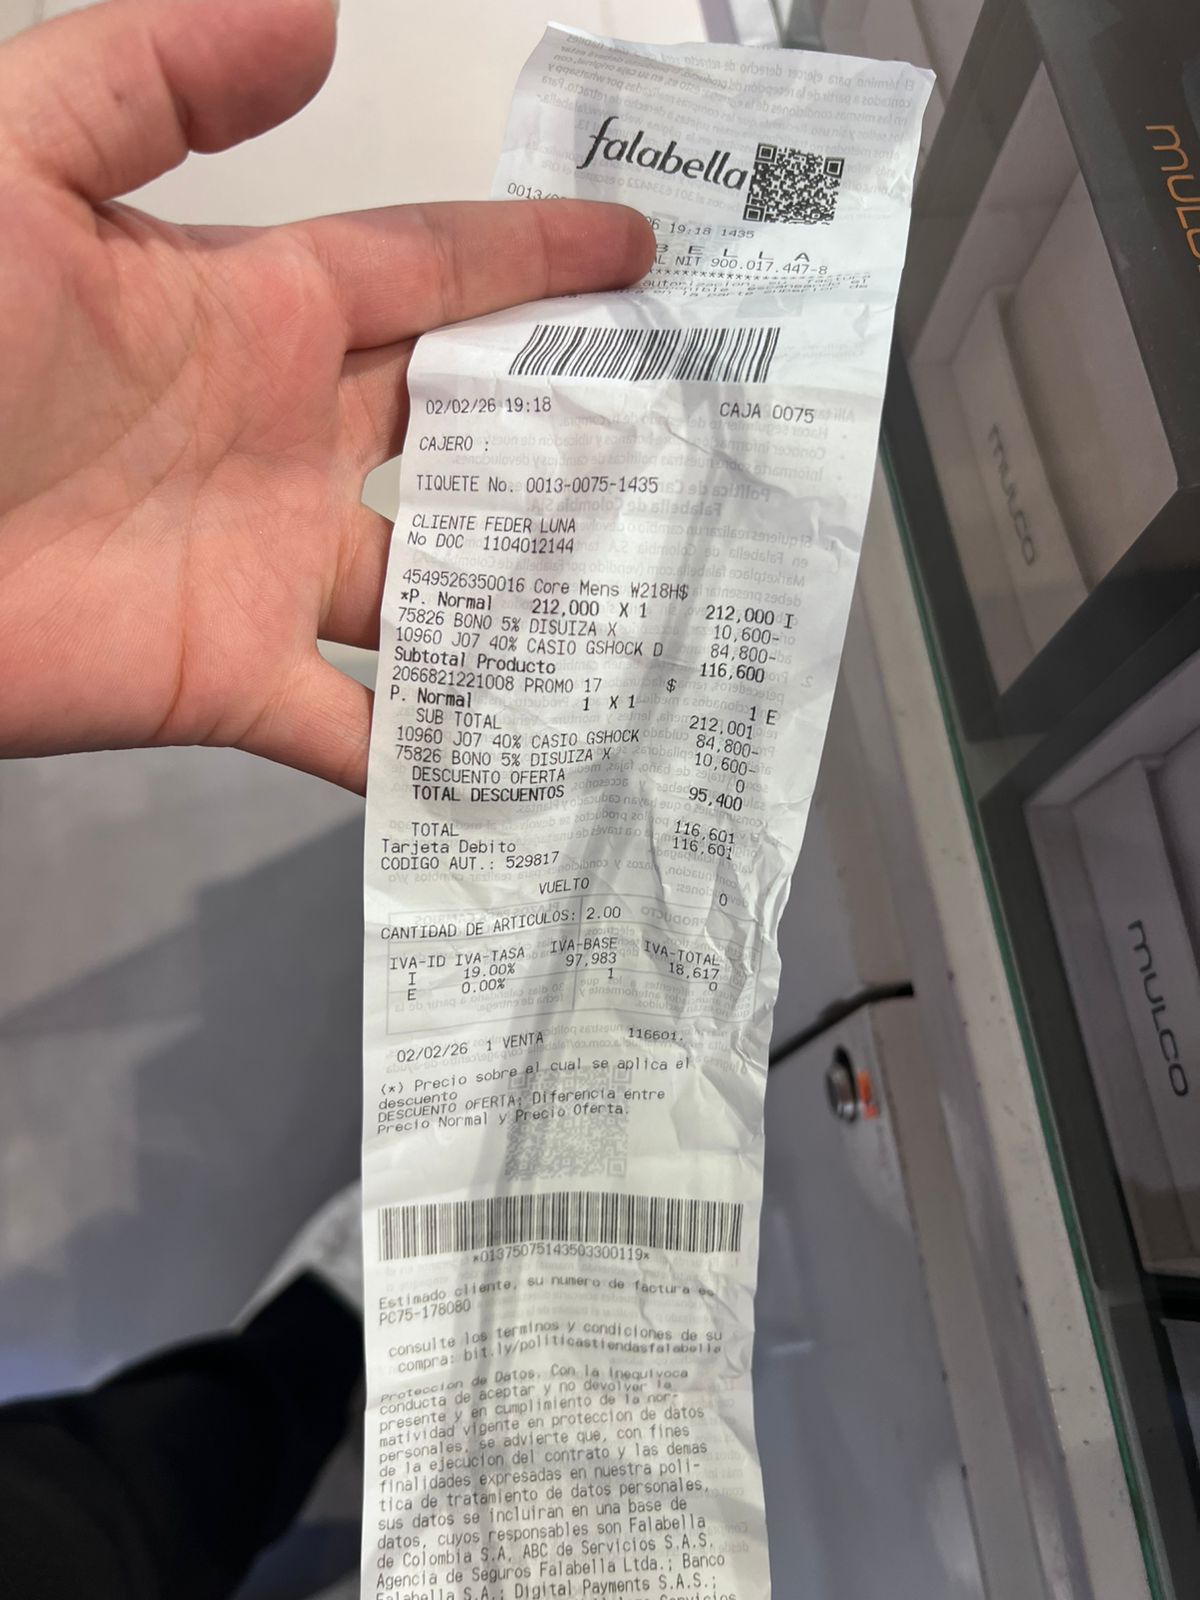 falabella
0013/
26 19:18 1435
B E L L A
AL NIT 900.017.447-8
autorizacion, su factura
en la parte superior de
02/02/26 19:18 CAJA 0075
CAJERO :
TIQUETE No. 0013-0075-1435
CLIENTE FEDER LUNA
No DOC 1104012144
4549526350016 Core Mens W218H$ 212,000 I
*P. Normal 212,000 X 1
75826 BONO 5% DISUIZA X 10,600-
10960 J07 40% CASIO GSHOCK D 84,800-
Subtotal Producto 116,600
2066821221008 PROMO 17 $ 1 E
P. Normal 1 X 1
SUB TOTAL 212,001
10960 J07 40% CASIO GSHOCK 84,800-
75826 BONO 5% DISUIZA X 10,600-
DESCUENTO OFERTA 0
TOTAL DESCUENTOS 95,400
TOTAL 116,601
Tarjeta Debito 116,601
CODIGO AUT.: 529817
VUELTO 0
CANTIDAD DE ARTICULOS: 2.00
IVA-ID IVA-TASA IVA-BASE IVA-TOTAL
I 19.00% 97,983 18,617
E 0.00% 1 0
02/02/26 1 VENTA 116601.
(*) Precio sobre el cual se aplica el
descuento
DESCUENTO OFERTA: Diferencia entre
Precio Normal y Precio Oferta.
*01375075143503300119*
Estimado cliente, su numero de factura es
PC75-178080
consulte los terminos y condiciones de su
compra: bit.ly/politicastiendasfalabella
Proteccion de Datos. Con la inequivoca
conducta de aceptar y no devolver la
presente y en cumplimiento de la nor-
matividad vigente en proteccion de datos
personales, se advierte que, con fines
de la ejecucion del contrato y las demas
finalidades expresadas en nuestra poli-
tica de tratamiento de datos personales,
sus datos se incluiran en una base de
datos, cuyos responsables son Falabella
de Colombia S.A, ABC de Servicios S.A.S,
Agencia de Seguros Falabella Ltda.; Banco
Falabella S.A.; Digital Payments S.A.S.;
Servicios
MULCO
MULCO
MULCO